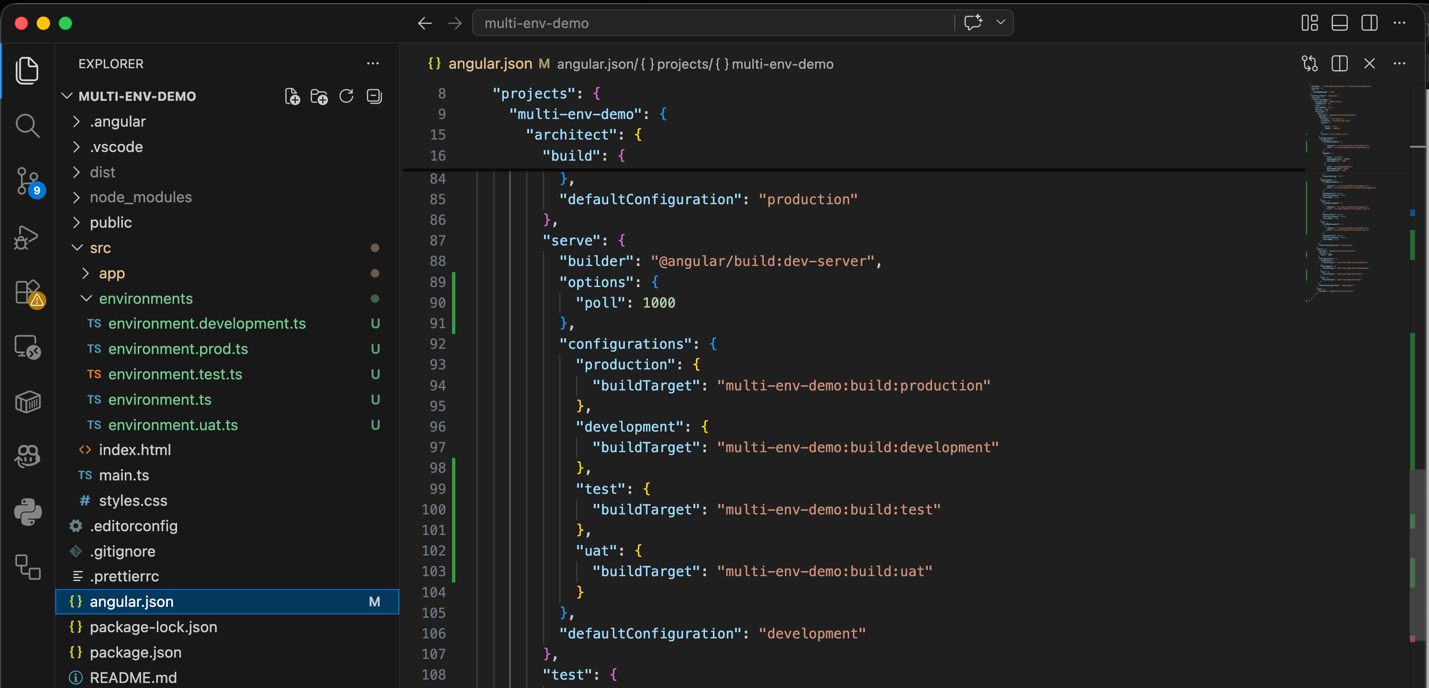 multi-env-demo
EXPLORER
MULTI-ENV-DEMO
.angular
.vscode
dist
node_modules
public
src
app
environments
TS environment.development.ts U
TS environment.prod.ts U
TS environment.test.ts U
TS environment.ts U
TS environment.uat.ts U
<> index.html
TS main.ts
# styles.css
.editorconfig
.gitignore
.prettierrc
{} angular.json M
{} package-lock.json
{} package.json
README.md
9
{} angular.json M angular.json/{}projects/{}multi-env-demo
8 "projects": {
9 "multi-env-demo": {
15 "architect": {
16 "build": {
84 },
85 "defaultConfiguration": "production"
86 },
87 "serve": {
88 "builder": "@angular/build:dev-server",
89 "options": {
90 "poll": 1000
91 },
92 "configurations": {
93 "production": {
94 "buildTarget": "multi-env-demo:build:production"
95 },
96 "development": {
97 "buildTarget": "multi-env-demo:build:development"
98 },
99 "test": {
100 "buildTarget": "multi-env-demo:build:test"
101 },
102 "uat": {
103 "buildTarget": "multi-env-demo:build:uat"
104 }
105 },
106 "defaultConfiguration": "development"
107 },
108 "test": {